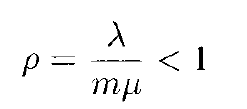 ρ = λ / mμ < 1